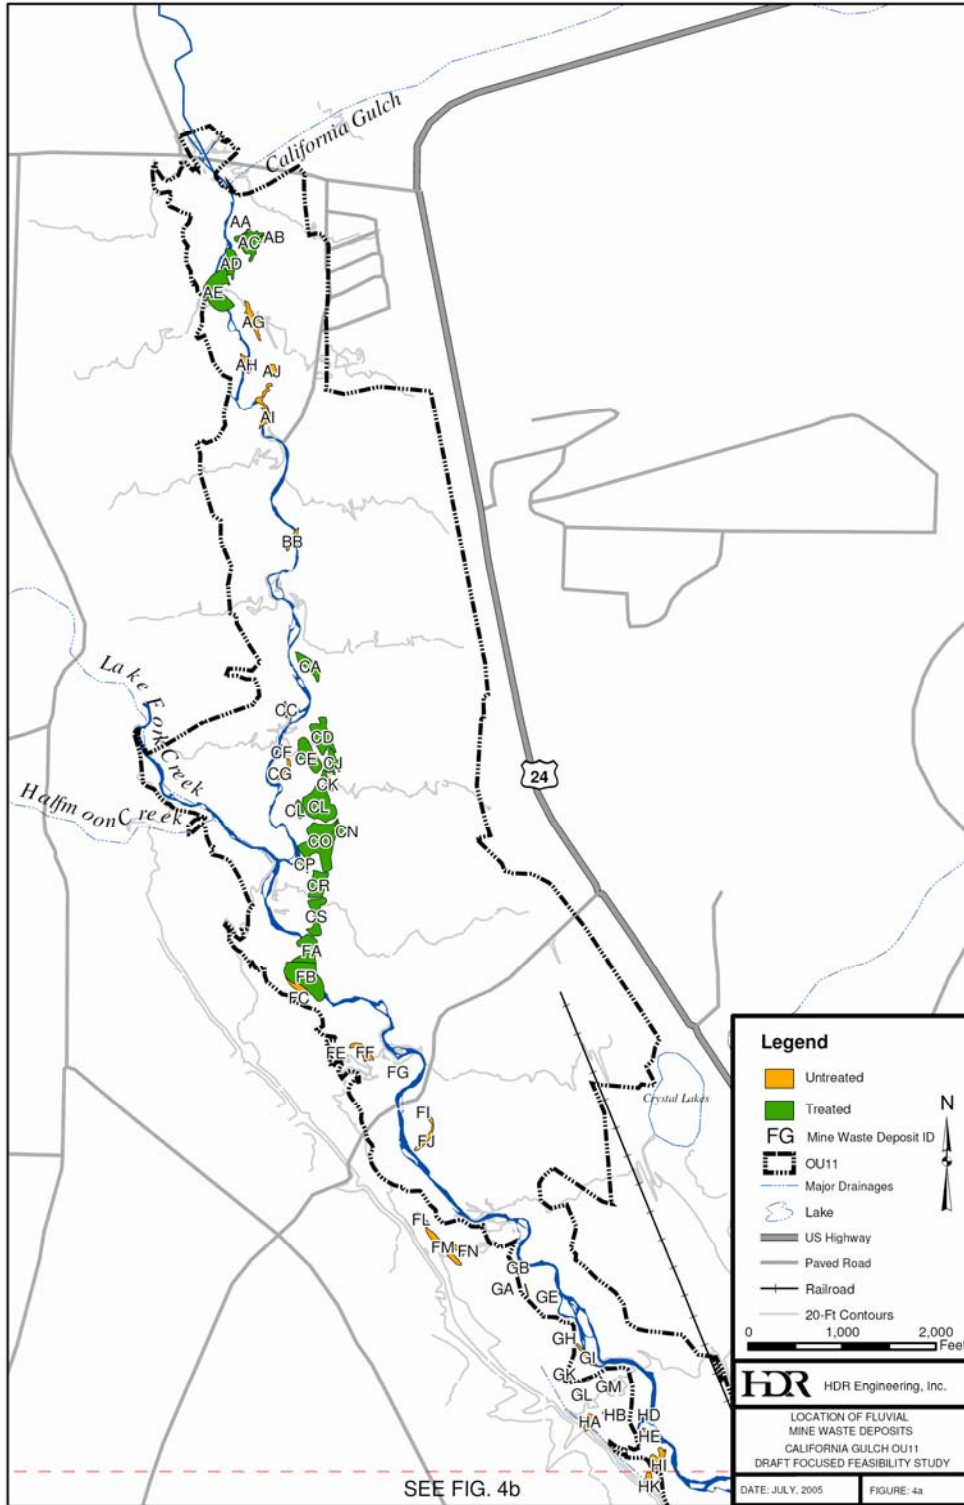 California Gulch
AA
AB
AC
AD
AE
AG
AH
AJ
AI
BB
CA
Lake Fork Creek
CC
CD
CF
CE
CJ
CG
24
CK
Halfmoon Creek
CL
CL
CN
CO
CP
CR
CS
FA
FB
FC
FE
FF
FG
Crystal Lakes
FI
FJ
FL
FM
FN
GB
GA
GE
GH
GI
GK
GM
GL
HA
HB
HD
HE
HI
HK
SEE FIG. 4b
Legend
Untreated
Treated
N
FG Mine Waste Deposit ID
OU11
Major Drainages
Lake
US Highway
Paved Road
Railroad
20-Ft Contours
0 1,000 2,000
Feet
HDR HDR Engineering, Inc.
LOCATION OF FLUVIAL
MINE WASTE DEPOSITS
CALIFORNIA GULCH OU11
DRAFT FOCUSED FEASIBILITY STUDY
DATE: JULY, 2005 FIGURE: 4a